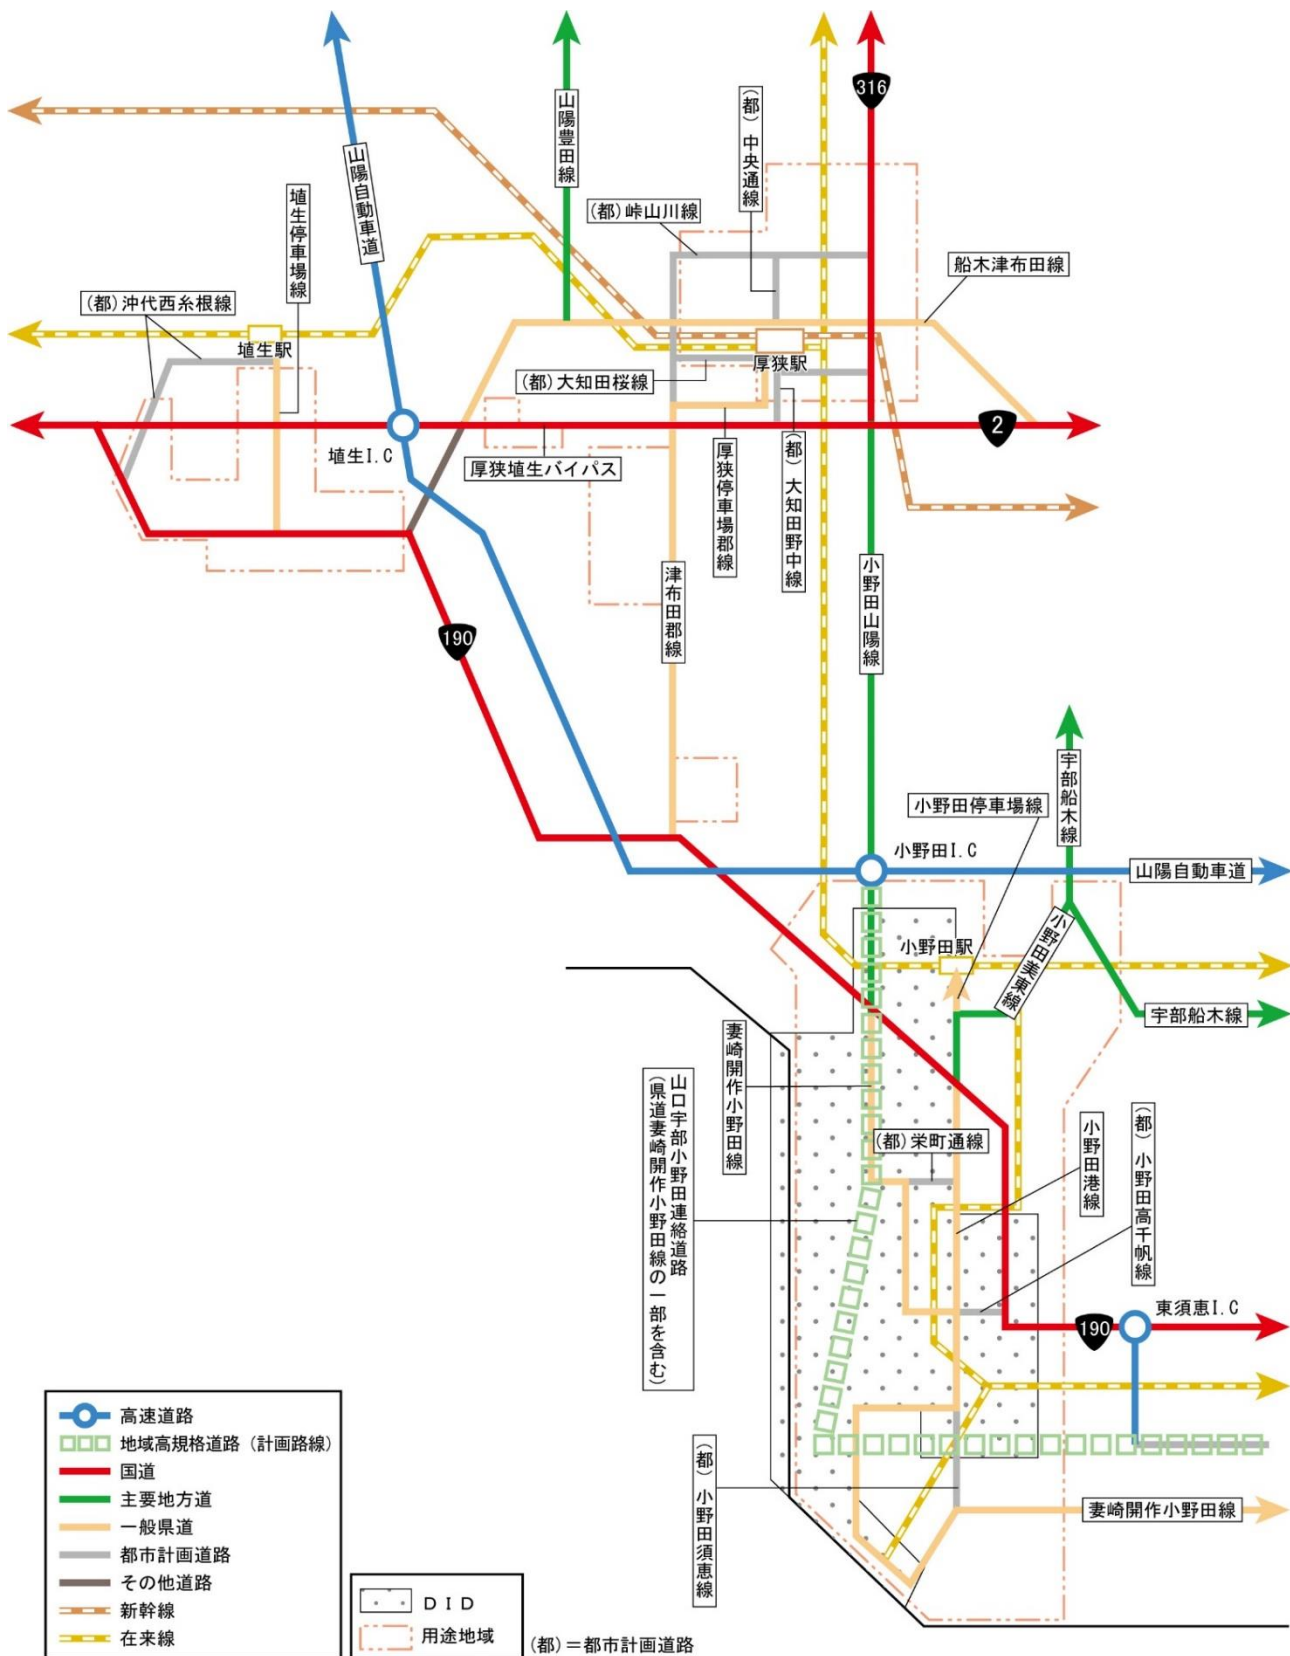 316
山陽豊田線
(都)中央通線
山陽自動車道
埴生停車場線
(都)峠山川線
船木津布田線
(都)沖代西糸根線
埴生駅
厚狭駅
(都)大知田桜線
2
埴生I.C
厚狭埴生バイパス
厚狭停車場郡線
(都)大知田野中線
小野田山陽線
津布田郡線
190
宇部船木線
小野田停車場線
小野田I.C
山陽自動車道
小野田駅
小野田美東線
宇部船木線
妻崎開作小野田線
山口宇部小野田連絡道路
(県道妻崎開作小野田線の一部を含む)
(都)栄町通線
小野田港線
(都)小野田高千帆線
東須恵I.C
190
(都)小野田須恵線
妻崎開作小野田線
高速道路
地域高規格道路(計画路線)
国道
主要地方道
一般県道
都市計画道路
その他道路
新幹線
在来線
DID
用途地域
(都)=都市計画道路